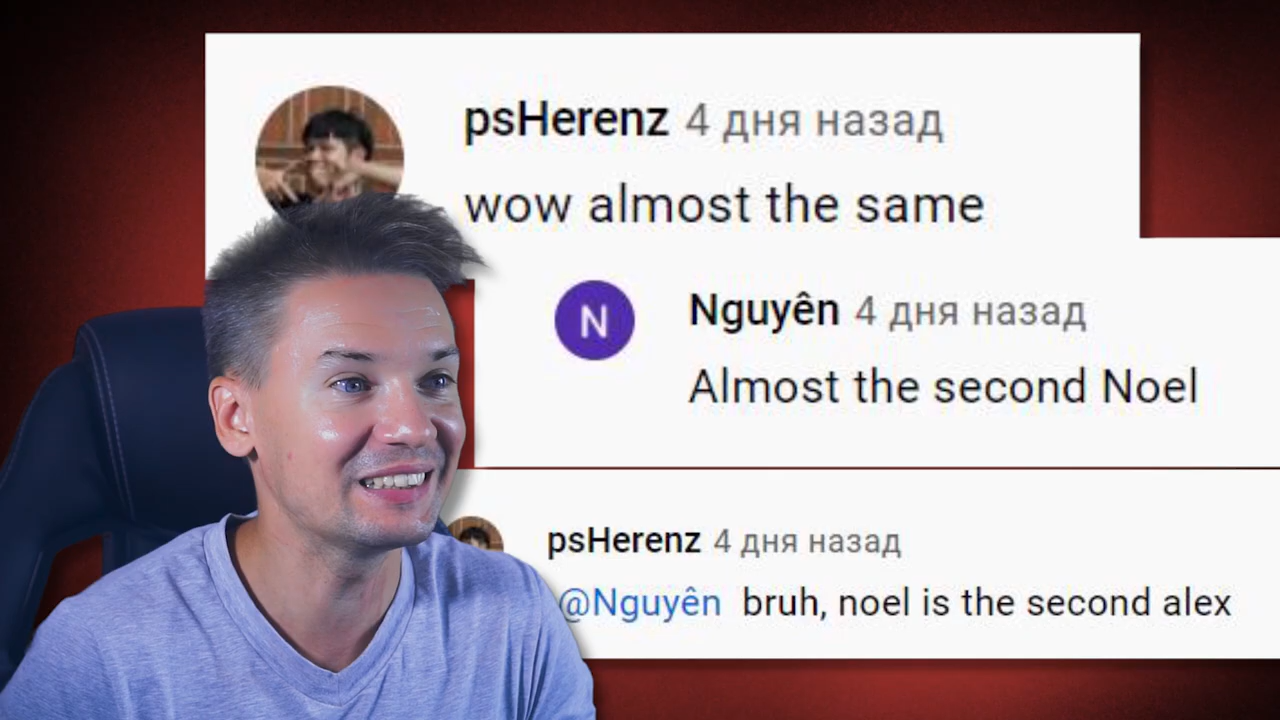 psHerenz 4 дня назад
wow almost the same
N
Nguyên 4 дня назад
Almost the second Noel
psHerenz 4 дня назад
@Nguyên bruh, noel is the second alex